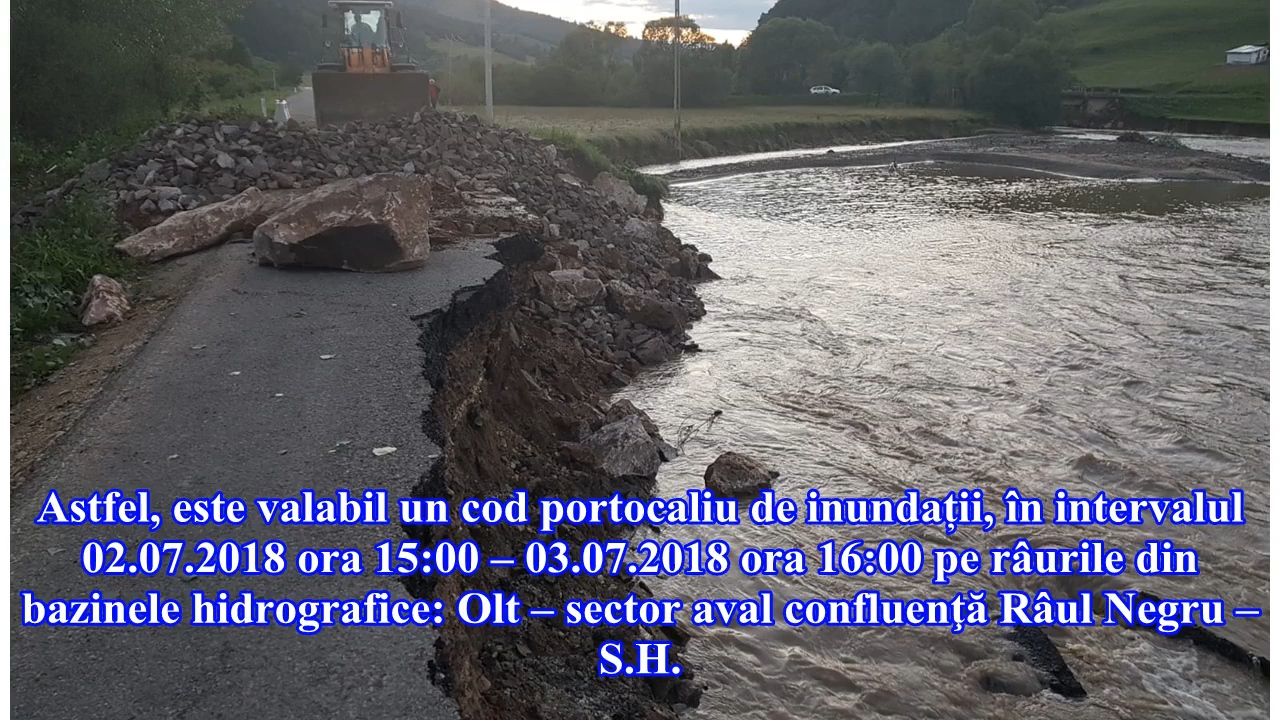 Astfel, este valabil un cod portocaliu de inundații, în intervalul
02.07.2018 ora 15:00 – 03.07.2018 ora 16:00 pe râurile din
bazinele hidrografice: Olt – sector aval confluenţă Râul Negru –
S.H.